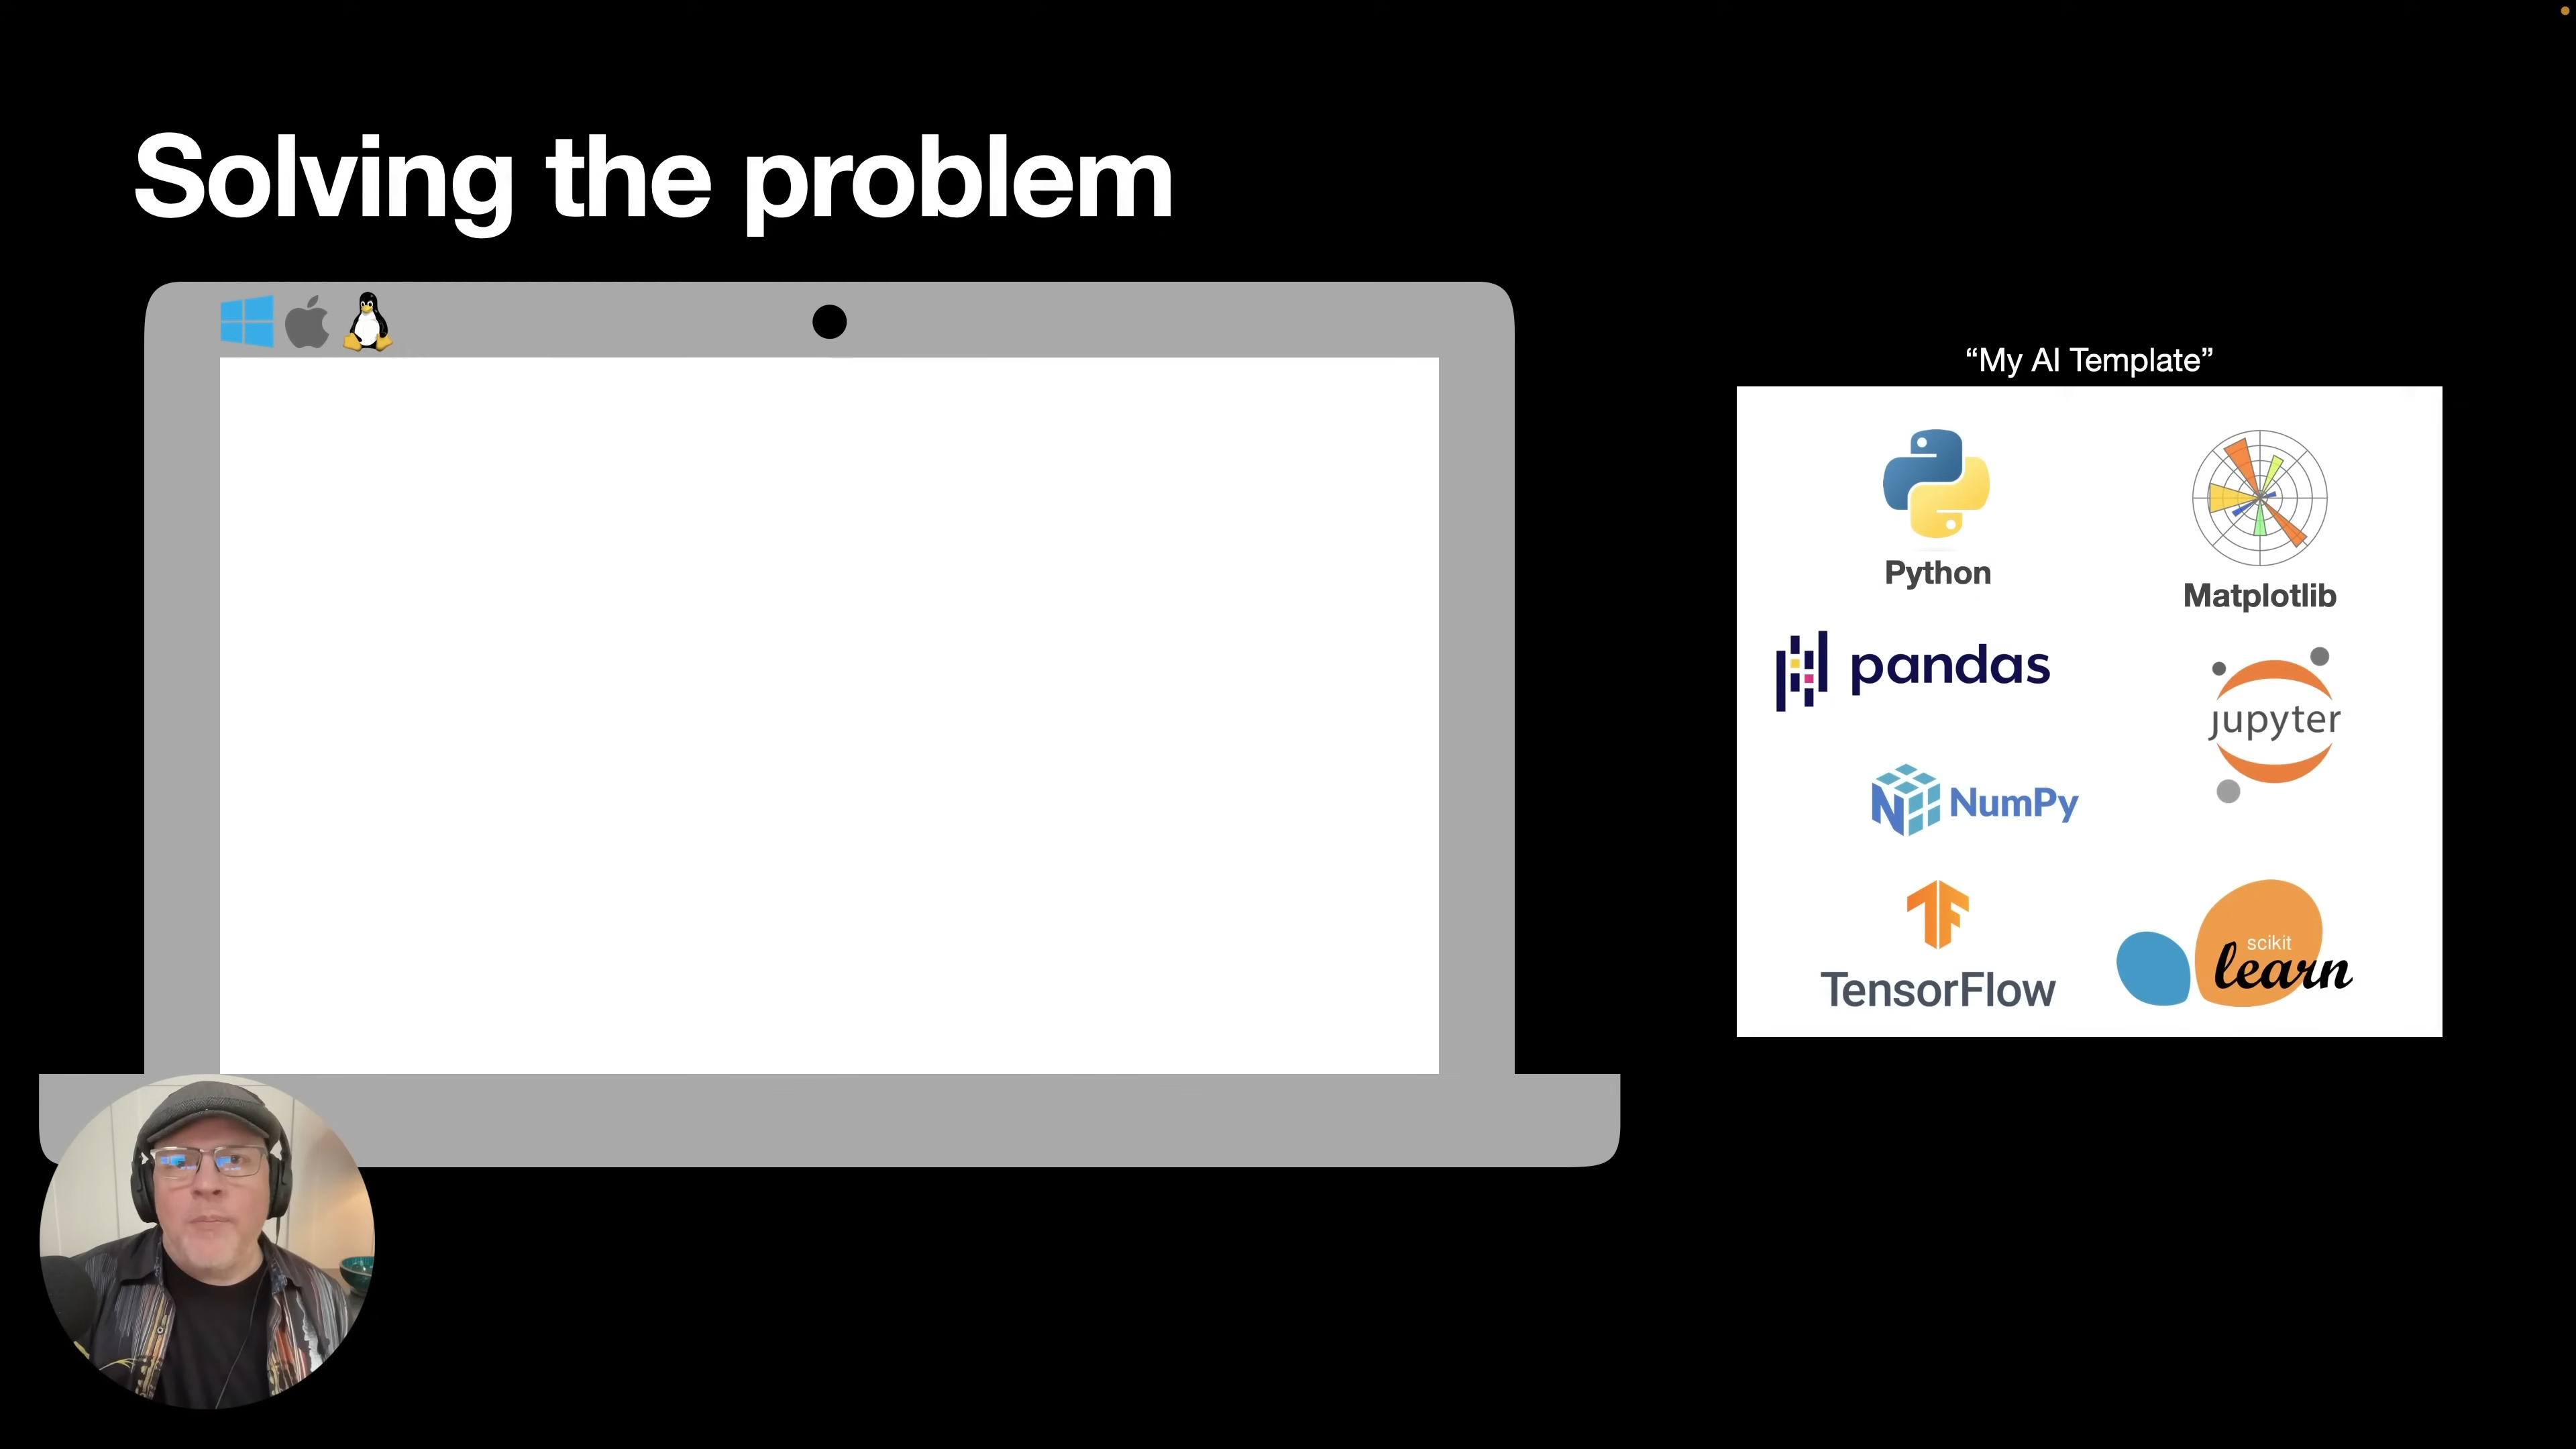 Solving the problem
“My AI Template”
Python
Matplotlib
pandas
jupyter
NumPy
TensorFlow
scikit
learn